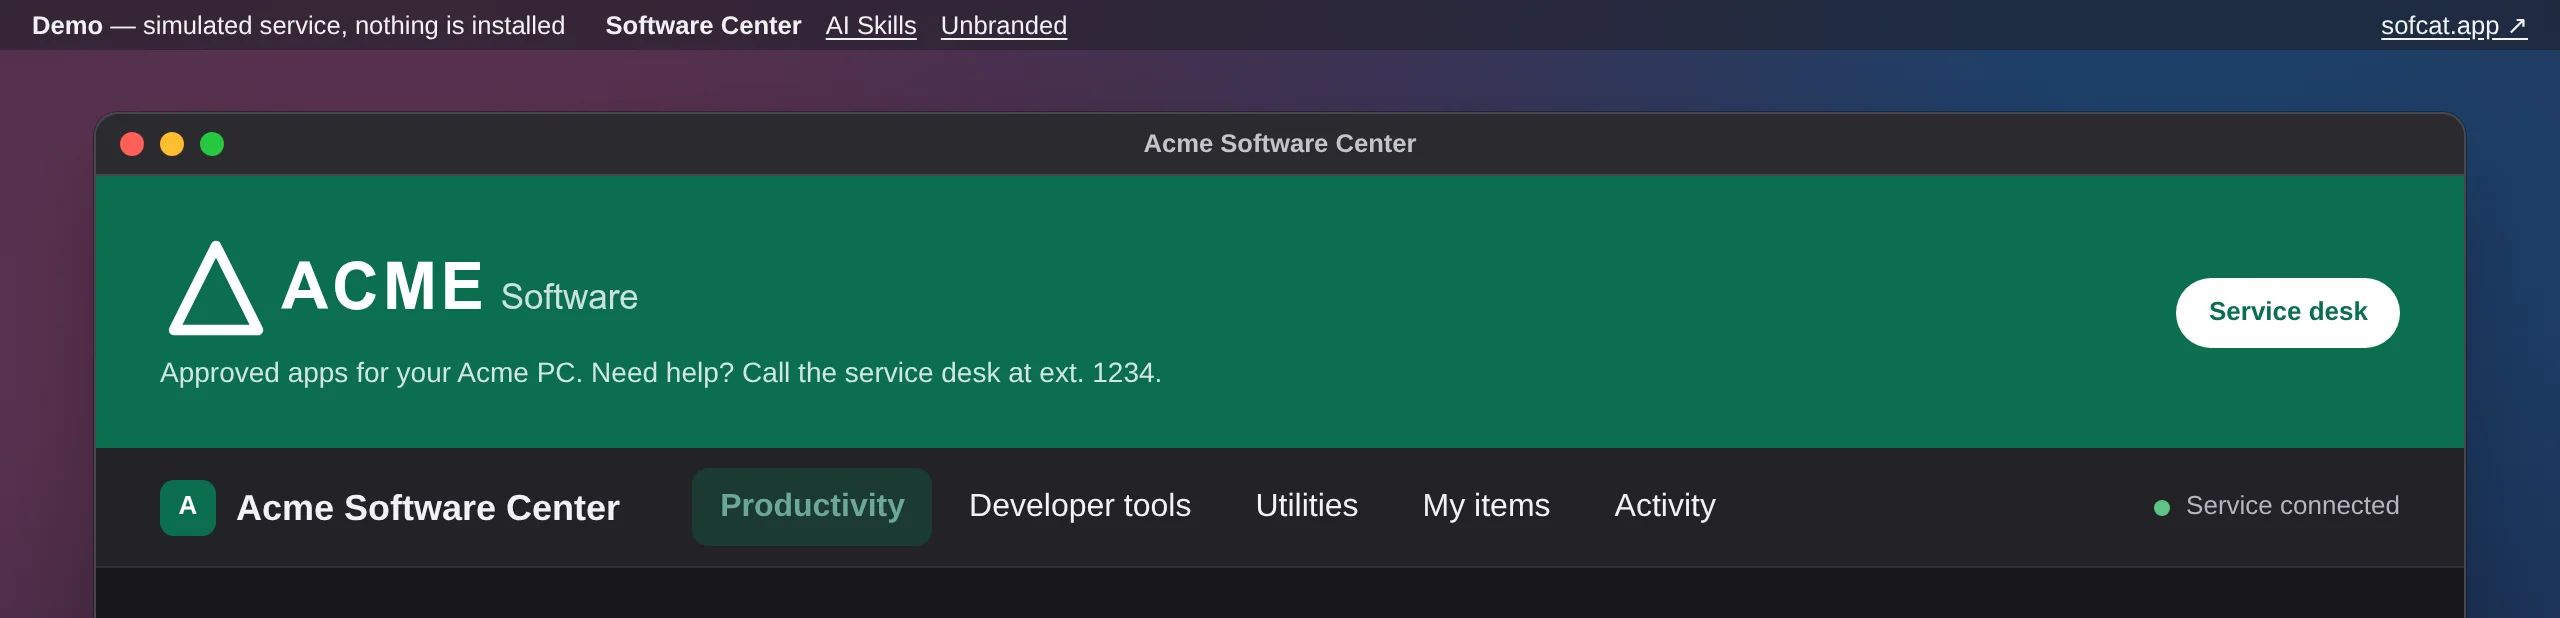 Demo — simulated service, nothing is installed Software Center AI Skills Unbranded sofcat.app ↗
Acme Software Center
ACME Software
Service desk
Approved apps for your Acme PC. Need help? Call the service desk at ext. 1234.
A Acme Software Center Productivity Developer tools Utilities My items Activity Service connected